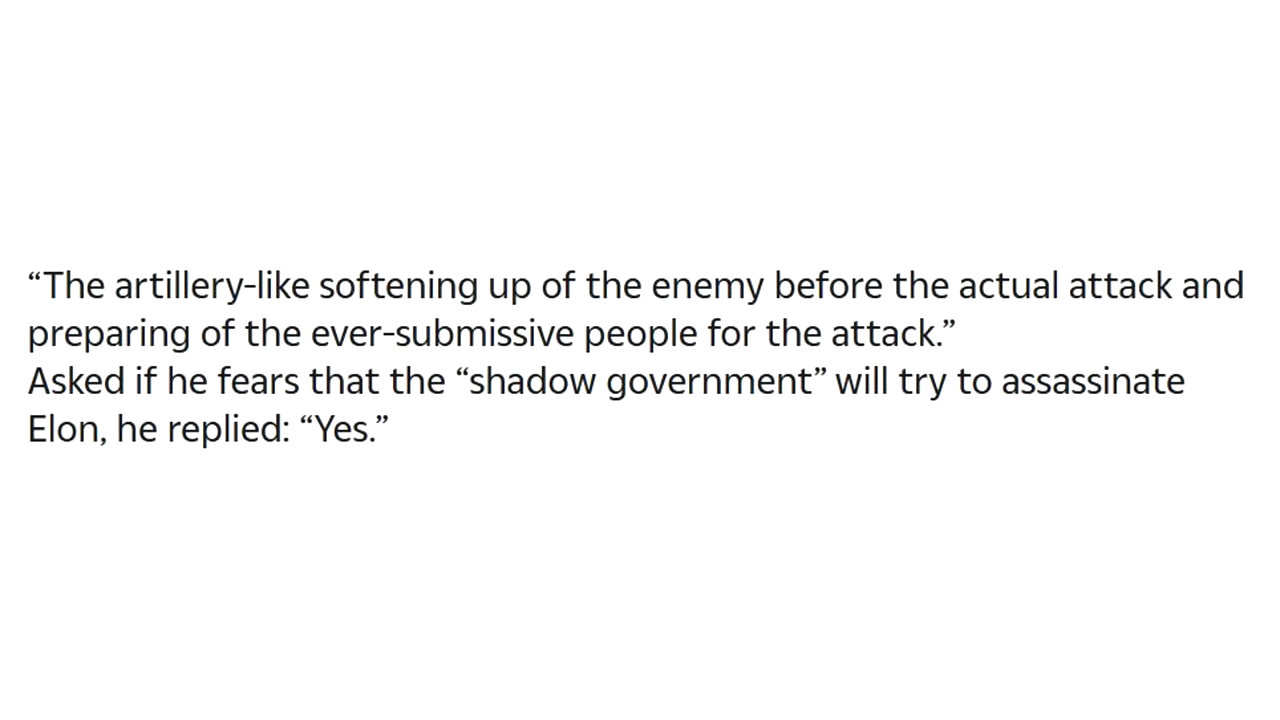 “The artillery-like softening up of the enemy before the actual attack and
preparing of the ever-submissive people for the attack.”
Asked if he fears that the “shadow government” will try to assassinate
Elon, he replied: “Yes.”